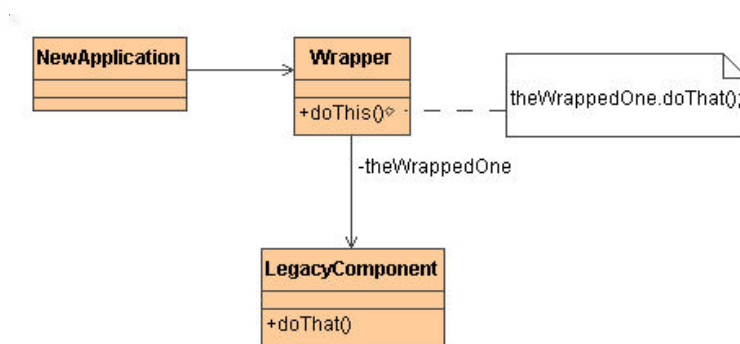 NewApplication
Wrapper
+doThis()
theWrappedOne.doThat();
-theWrappedOne
LegacyComponent
+doThat()